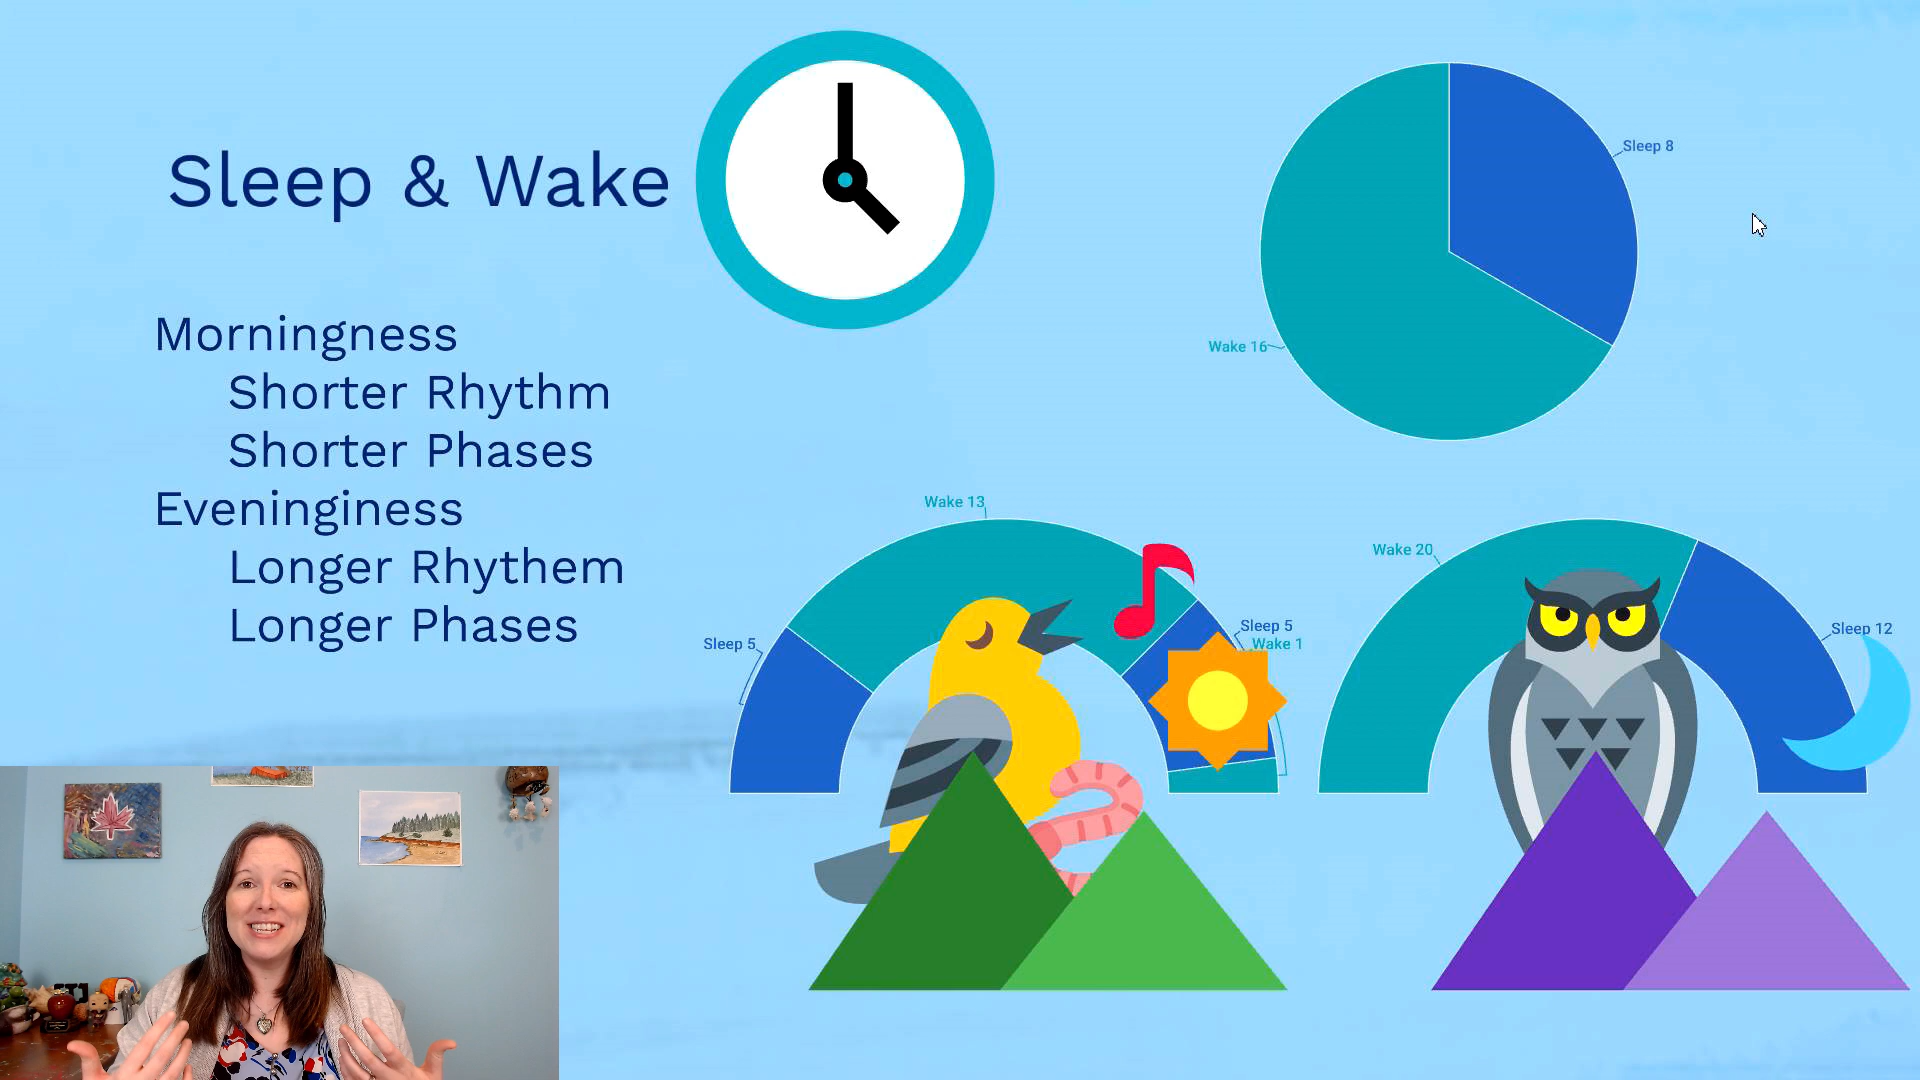 Sleep & Wake
Morningness
Shorter Rhythm
Shorter Phases
Eveninginess
Longer Rhythem
Longer Phases
Sleep 8
Wake 16
Wake 13
Sleep 5
Sleep 5
Wake 1
Wake 20
Sleep 12